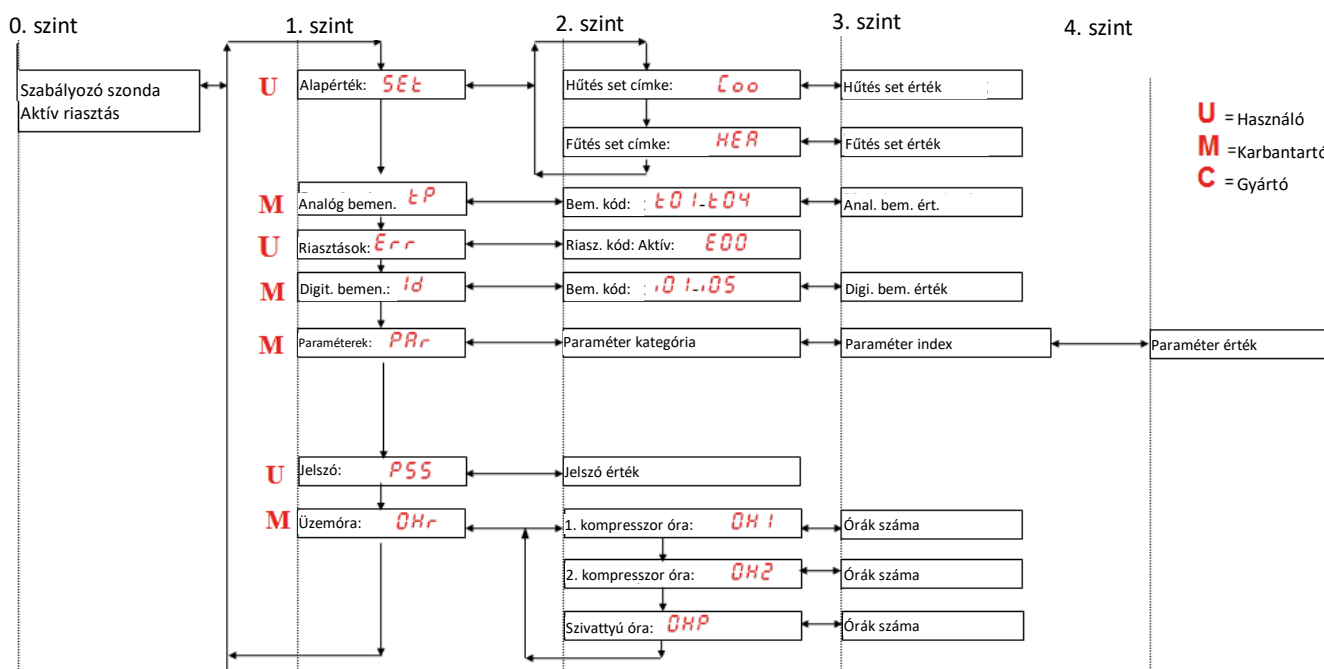 0. szint
1. szint
2. szint
3. szint
4. szint
Szabályozó szonda
Aktív riasztás
U
Alapérték: SEt
Hűtés set címke: Coo
Hűtés set érték
Fűtés set címke: HEA
Fűtés set érték
U = Használó
M =Karbantartó
C = Gyártó
M
Analóg bemen. tP
Bem. kód: t01-t04
Anal. bem. ért.
U
Riasztások: Err
Riasz. kód: Aktív: E00
M
Digit. bemen.: Id
Bem. kód: i01-i05
Digi. bem. érték
M
Paraméterek: PAr
Paraméter kategória
Paraméter index
Paraméter érték
U
Jelszó: PSS
Jelszó érték
M
Üzemóra: OHr
1. kompresszor óra: OH1
Órák száma
2. kompresszor óra: OH2
Órák száma
Szivattyú óra: OHP
Órák száma